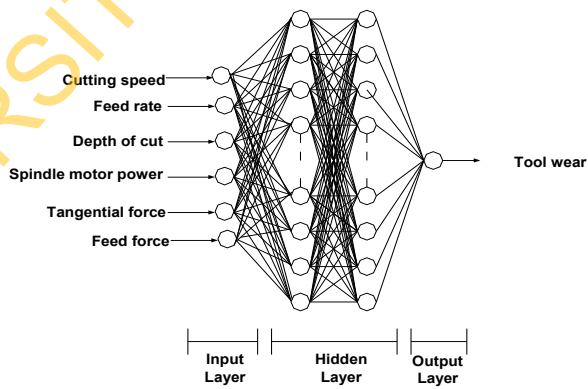 RSIT
Cutting speed
Feed rate
Depth of cut
Spindle motor power
Tangential force
Feed force
Tool wear
Input
Layer
Hidden
Layer
Output
Layer